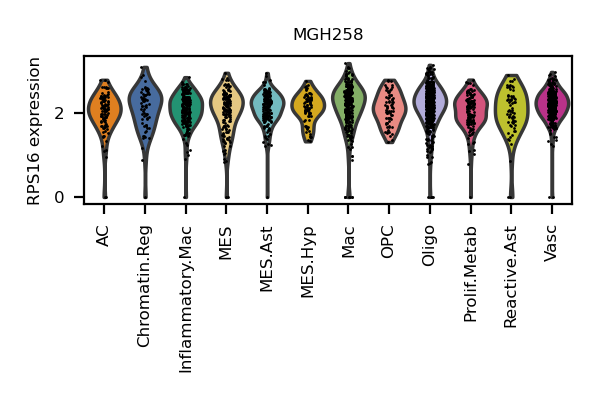 MGH258
RPS16 expression
2
0
AC
Chromatin.Reg
Inflammatory.Mac
MES
MES.Ast
MES.Hyp
Mac
OPC
Oligo
Prolif.Metab
Reactive.Ast
Vasc